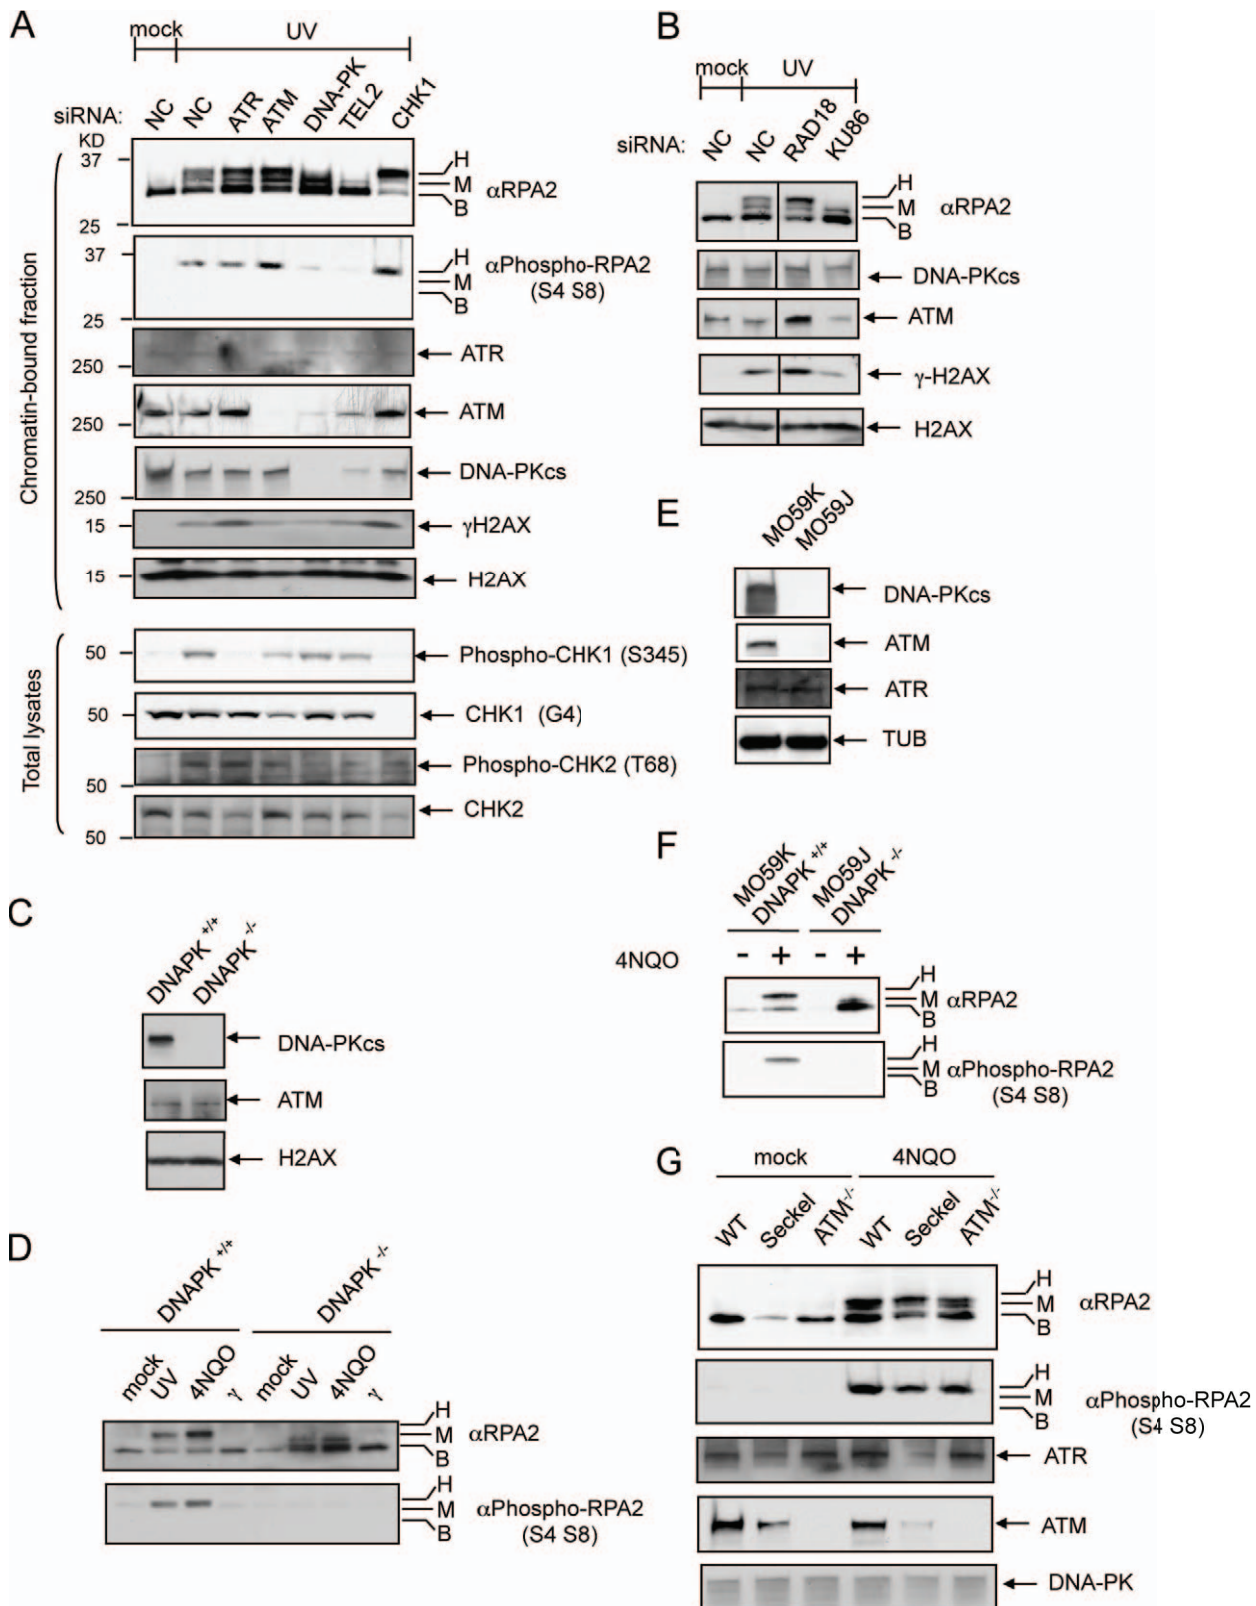 A
mock
UV
siRNA:
NC
NC
ATR
ATM
DNA-PK
TEL2
CHK1
KD
37
25
H
M
B
αRPA2
37
25
H
M
B
αPhospho-RPA2
(S4 S8)
250
ATR
250
ATM
250
DNA-PKcs
15
γH2AX
15
H2AX
Chromatin-bound fraction
50
Phospho-CHK1 (S345)
50
CHK1 (G4)
50
Phospho-CHK2 (T68)
50
CHK2
Total lysates
B
mock
UV
siRNA:
NC
NC
RAD18
KU86
H
M
B
αRPA2
DNA-PKcs
ATM
γ-H2AX
H2AX
C
DNAPK+/+
DNAPK-/-
DNA-PKcs
ATM
H2AX
D
DNAPK+/+
DNAPK-/-
mock
UV
4NQO
γ
mock
UV
4NQO
γ
H
M
B
αRPA2
H
M
B
αPhospho-RPA2
(S4 S8)
E
MO59K
MO59J
DNA-PKcs
ATM
ATR
TUB
F
MO59K
DNAPK+/+
MO59J
DNAPK-/-
4NQO - + - +
H
M
B
αRPA2
H
M
B
αPhospho-RPA2
(S4 S8)
G
mock
4NQO
WT
Seckel
ATM-/-
WT
Seckel
ATM-/-
H
M
B
αRPA2
H
M
B
αPhospho-RPA2
(S4 S8)
ATR
ATM
DNA-PK